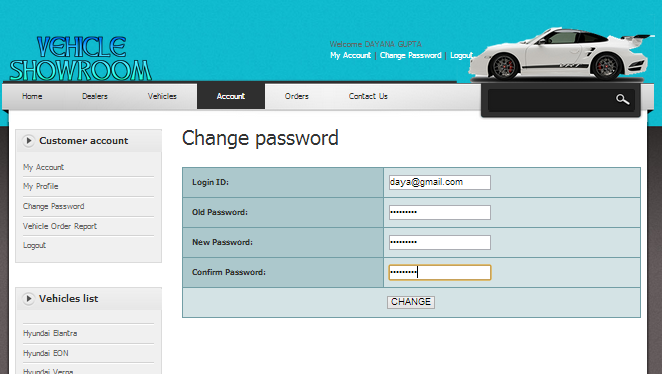 VEHICLE
SHOWROOM
Welcome DAYANA GUPTA
My Account | Change Password | Logout
Home Dealers Vehicles Account Orders Contact Us
Customer account
My Account
My Profile
Change Password
Vehicle Order Report
Logout
Vehicles list
Hyundai Elantra
Hyundai EON
Hyundai Verna
Change password
Login ID: daya@gmail.com
Old Password: •••••••••
New Password: •••••••••
Confirm Password: •••••••••
CHANGE